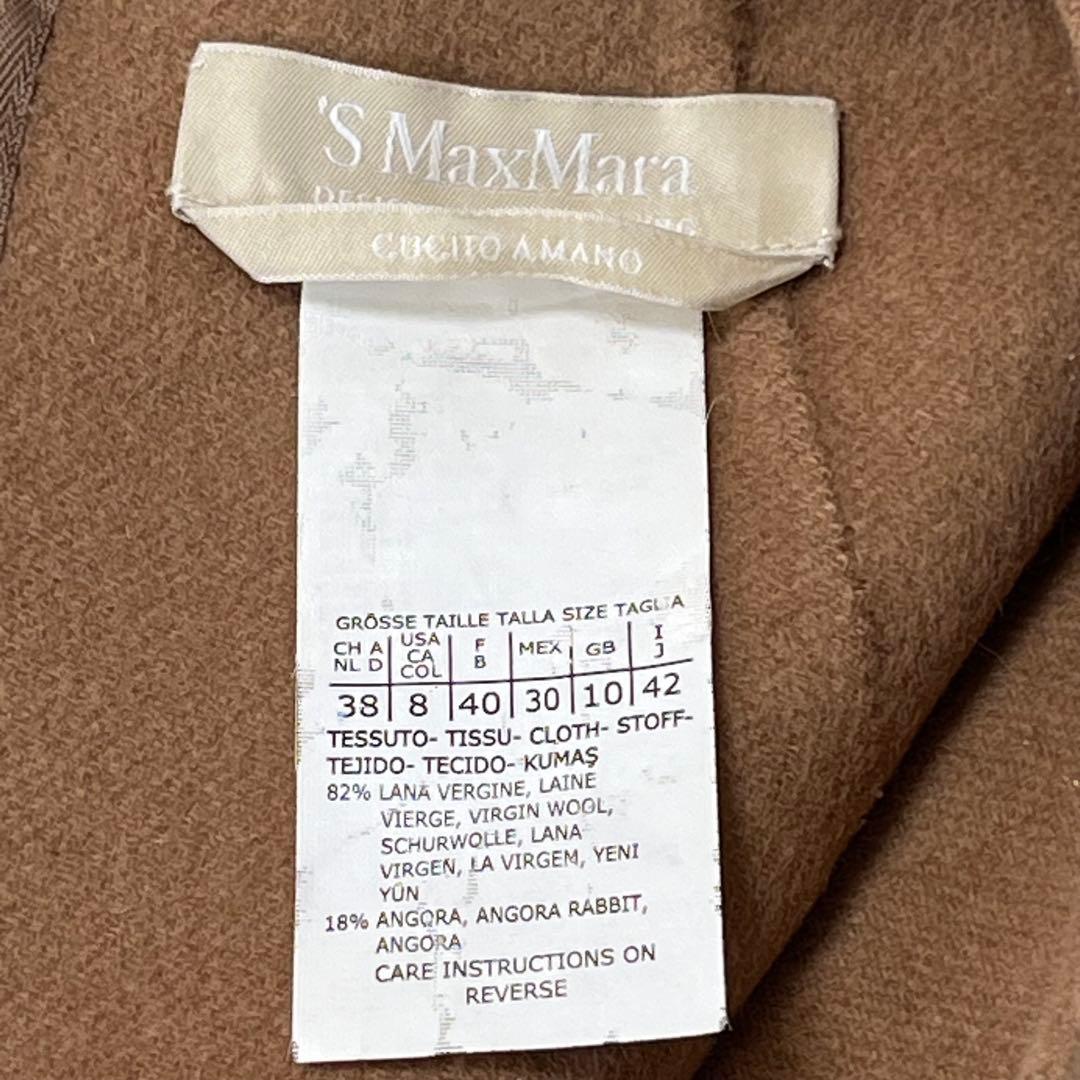 'S MaxMara
CUCITO A MANO
GRÖSSE TAILLE TALLA SIZE TAGLIA
CH A NL D USA CA COL F B MEX GB I J
38 8 40 30 10 42
TESSUTO- TISSU- CLOTH- STOFF-
TEJIDO- TECIDO- KUMAŞ
82% LANA VERGINE, LAINE
VIERGE, VIRGIN WOOL,
SCHURWOLLE, LANA
VIRGEN, LA VIRGEM, YENI
YÜN
18% ANGORA, ANGORA RABBIT,
ANGORA
CARE INSTRUCTIONS ON
REVERSE